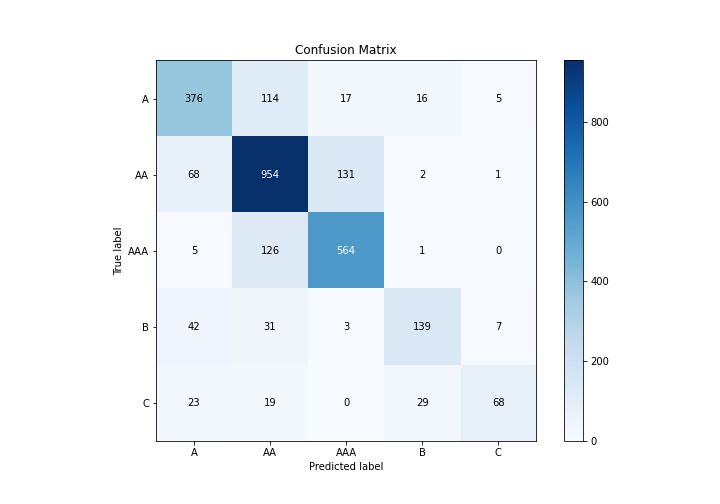 Confusion Matrix
A 376 114 17 16 5
AA 68 954 131 2 1
AAA 5 126 564 1 0
B 42 31 3 139 7
C 23 19 0 29 68
A AA AAA B C
Predicted label
True label
800
600
400
200
0